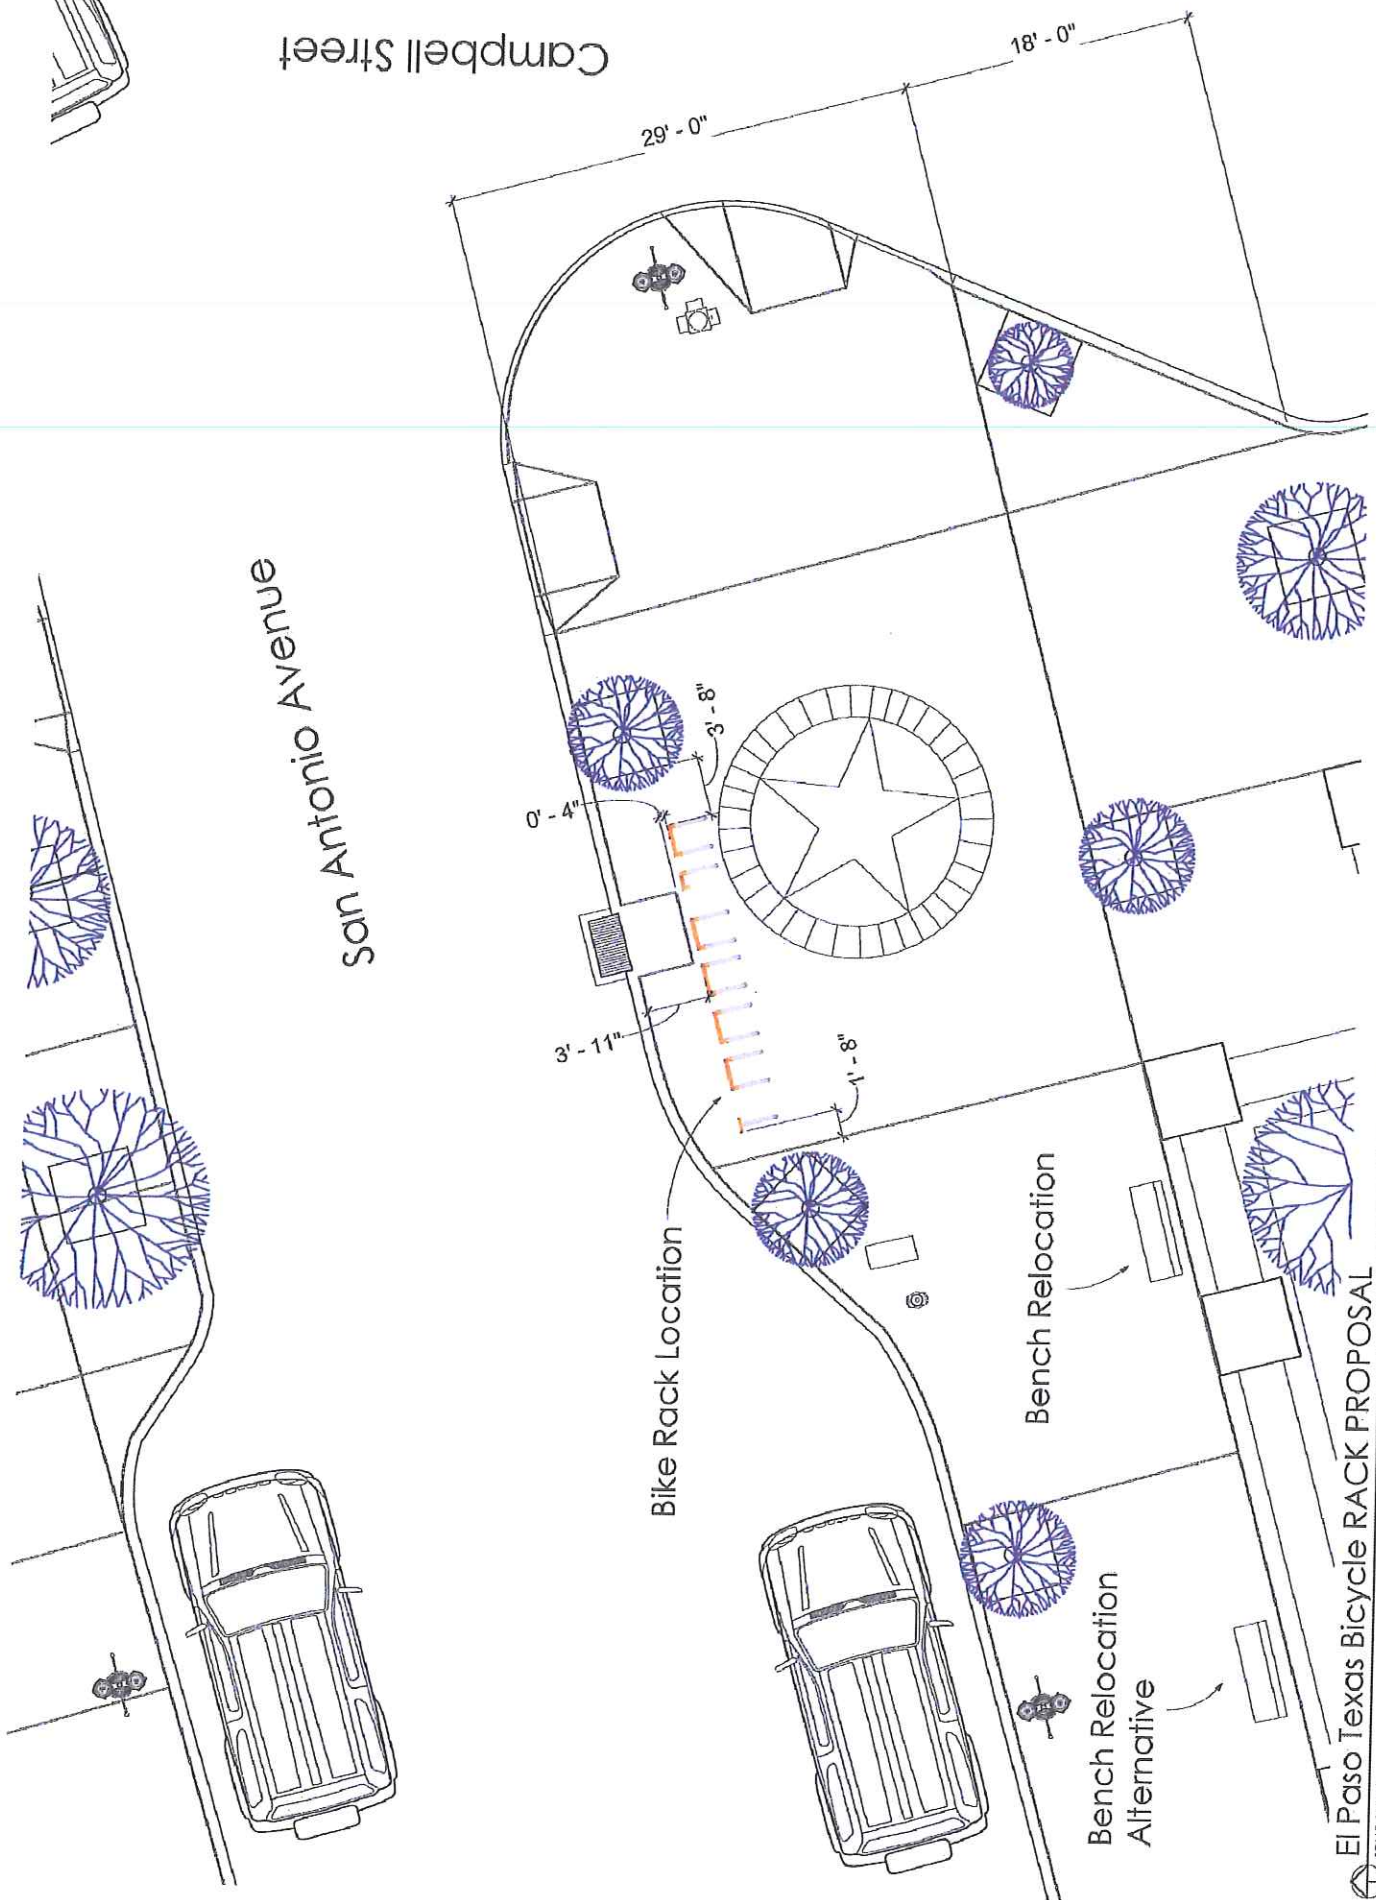 Campbell Street
18' - 0"
29' - 0"
San Antonio Avenue
3' - 8"
0' - 4"
3' - 11"
1' - 8"
Bike Rack Location
Bench Relocation
Bench Relocation
Alternative
El Paso Texas Bicycle RACK PROPOSAL